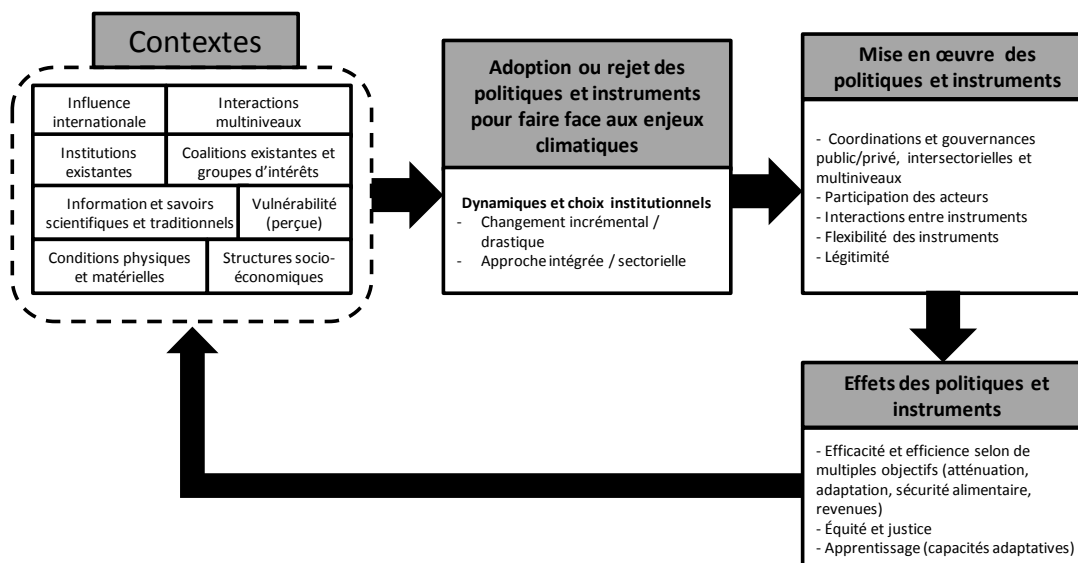 Contextes
Influence
internationale
Interactions
multiniveaux
Institutions
existantes
Coalitions existantes et
groupes d'intérêts
Information et savoirs
scientifiques et traditionnels
Vulnérabilité
(perçue)
Conditions physiques
et matérielles
Structures socio-
économiques
Adoption ou rejet des
politiques et instruments
pour faire face aux enjeux
climatiques
Dynamiques et choix institutionnels
- Changement incrémental /
drastique
- Approche intégrée / sectorielle
Mise en œuvre des
politiques et instruments
- Coordinations et gouvernances
public/privé, intersectorielles et
multiniveaux
- Participation des acteurs
- Interactions entre instruments
- Flexibilité des instruments
- Légitimité
Effets des politiques et
instruments
- Efficacité et efficience selon de
multiples objectifs (atténuation,
adaptation, sécurité alimentaire,
revenues)
- Équité et justice
- Apprentissage (capacités adaptatives)